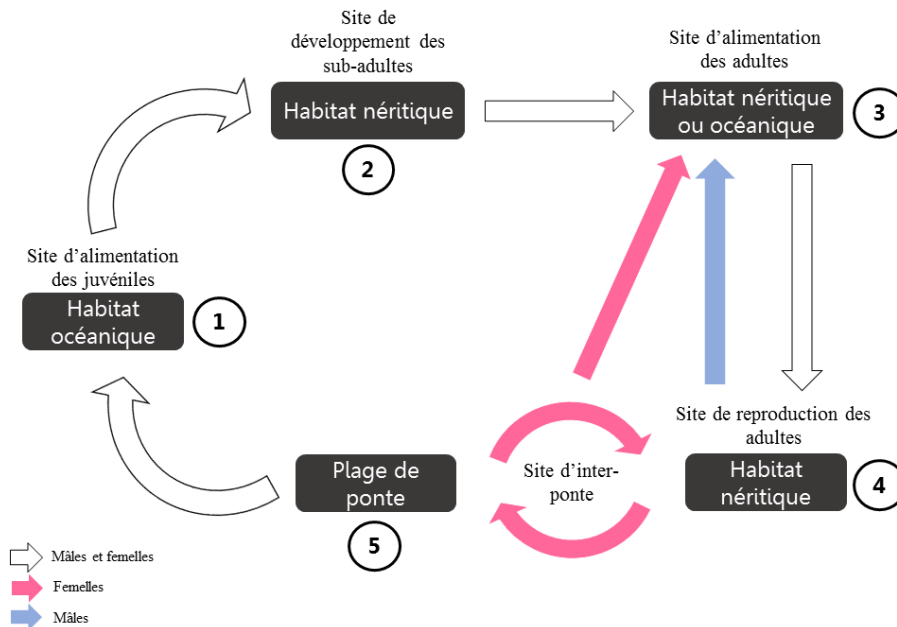 Site de
développement des
sub-adultes
Habitat néritique
2
Site d’alimentation
des adultes
Habitat néritique
ou océanique
3
Site d’alimentation
des juvéniles
Habitat
océanique
1
Site de reproduction des
adultes
Habitat
néritique
4
Site d’inter-
ponte
Plage de
ponte
5
Mâles et femelles
Femelles
Mâles